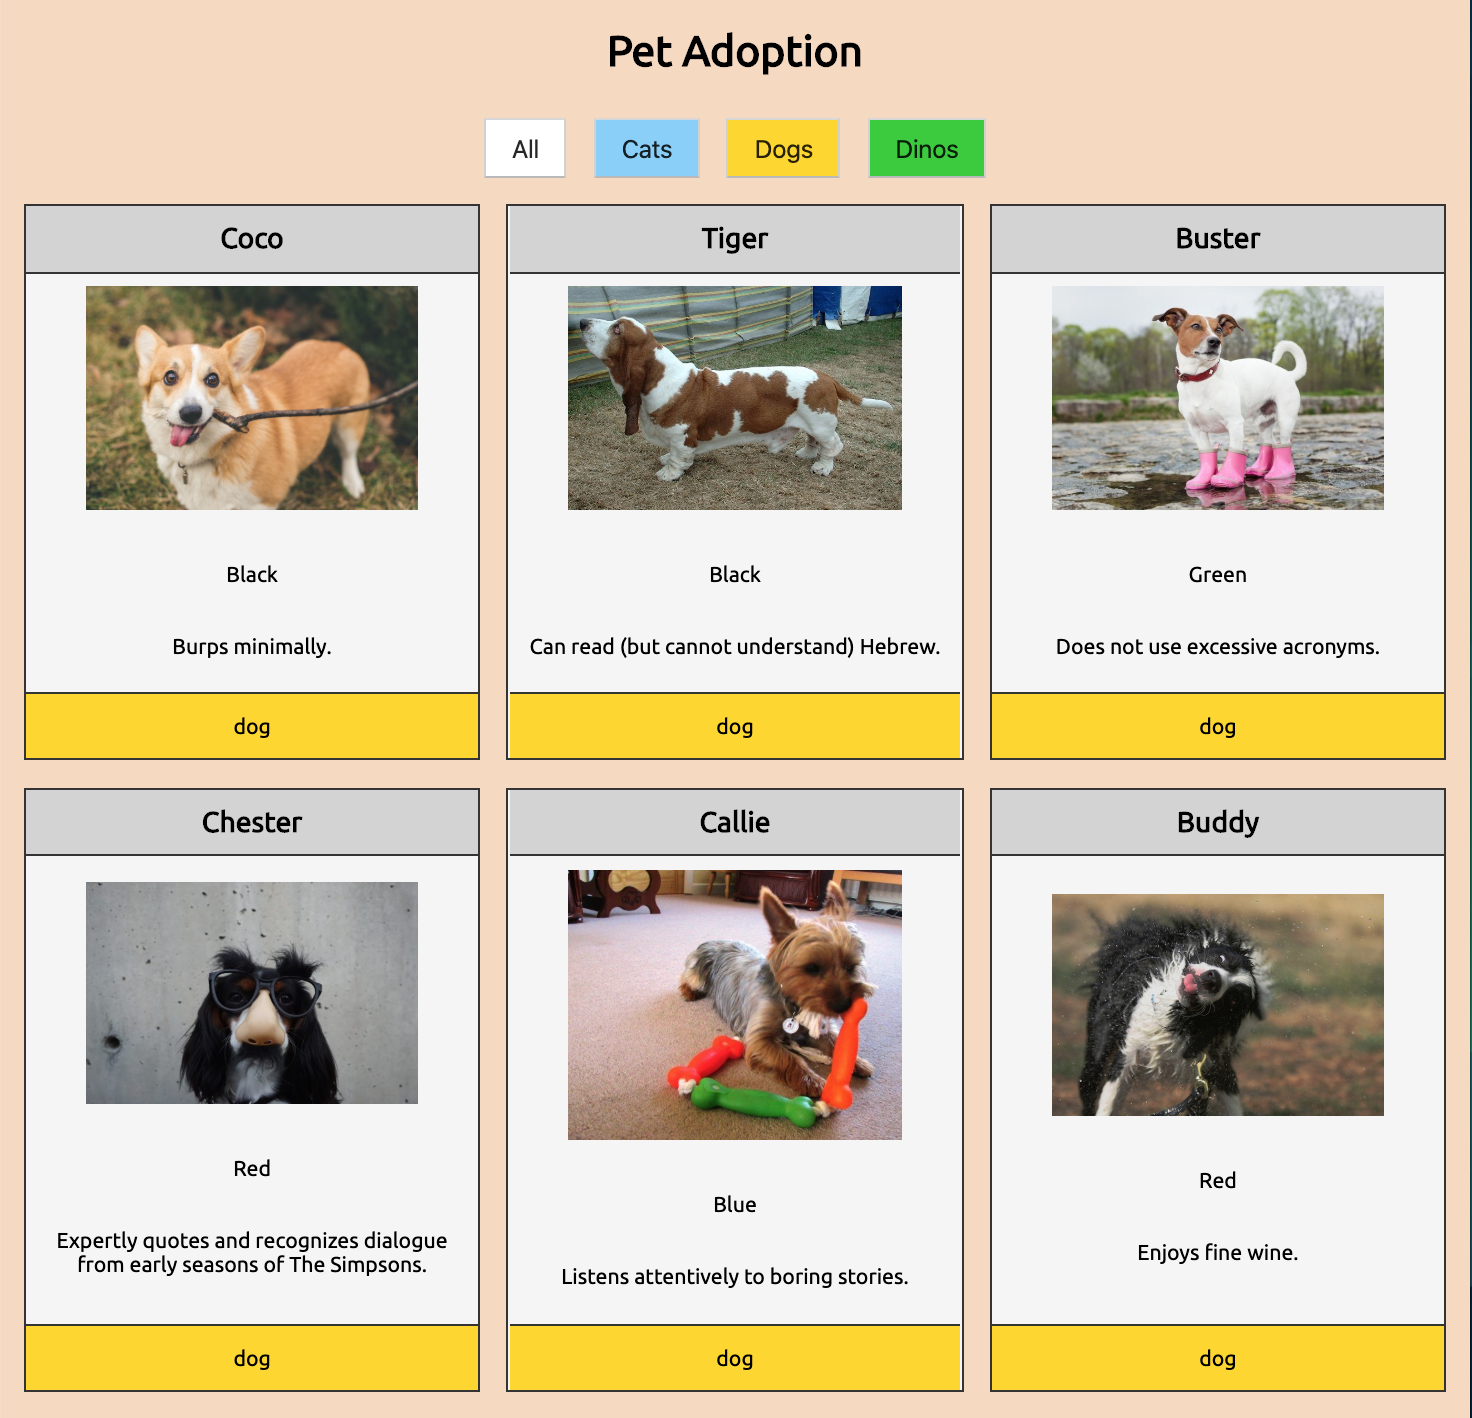 Pet Adoption
All
Cats
Dogs
Dinos
Coco
Black
Burps minimally.
dog
Tiger
Black
Can read (but cannot understand) Hebrew.
dog
Buster
Green
Does not use excessive acronyms.
dog
Chester
Red
Expertly quotes and recognizes dialogue
from early seasons of The Simpsons.
dog
Callie
Blue
Listens attentively to boring stories.
dog
Buddy
Red
Enjoys fine wine.
dog